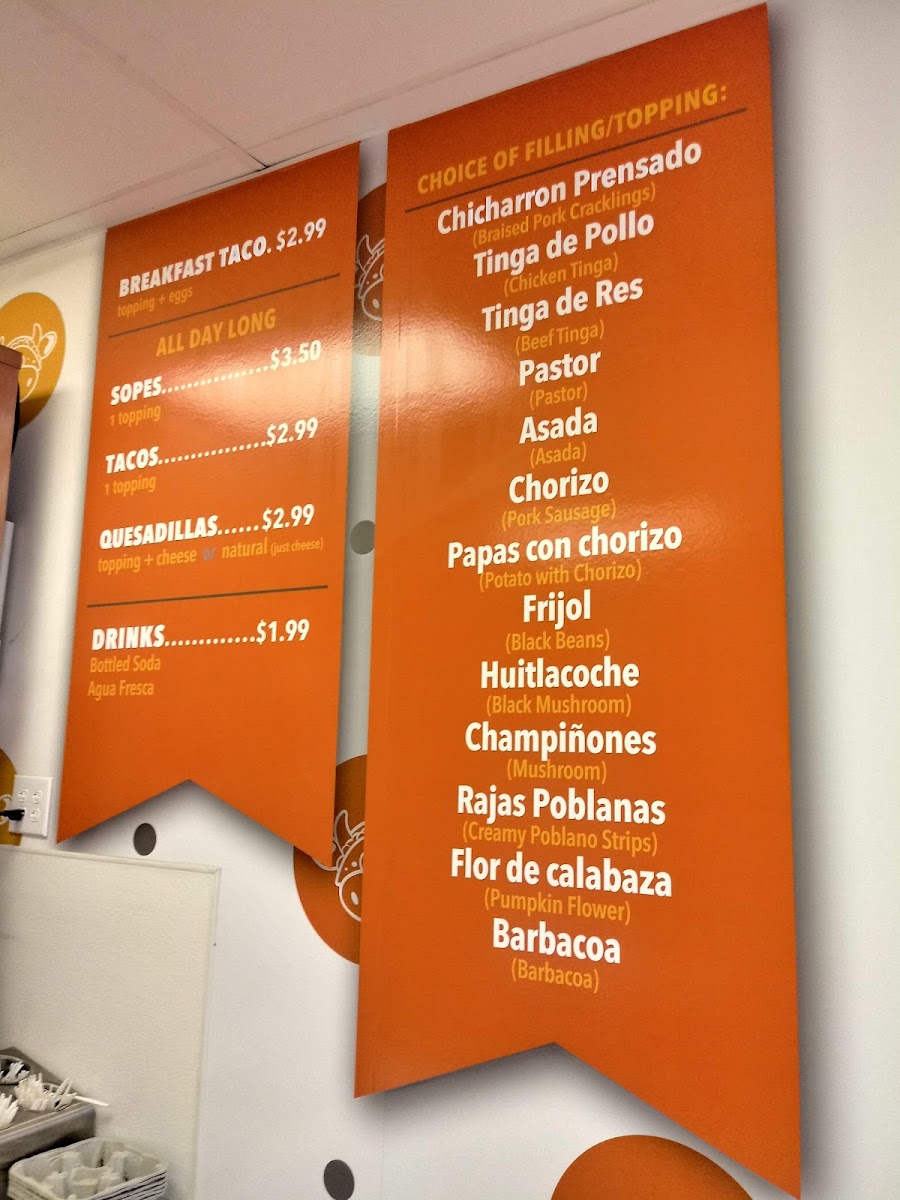 BREAKFAST TACO. $2.99
topping + eggs
ALL DAY LONG
SOPES................$3.50
1 topping
TACOS................$2.99
1 topping
QUESADILLAS......$2.99
topping + cheese or natural (just cheese)
DRINKS.............$1.99
Bottled Soda
Agua Fresca
CHOICE OF FILLING/TOPPING:
Chicharron Prensado
(Braised Pork Cracklings)
Tinga de Pollo
(Chicken Tinga)
Tinga de Res
(Beef Tinga)
Pastor
(Pastor)
Asada
(Asada)
Chorizo
(Pork Sausage)
Papas con chorizo
(Potato with Chorizo)
Frijol
(Black Beans)
Huitlacoche
(Black Mushroom)
Champiñones
(Mushroom)
Rajas Poblanas
(Creamy Poblano Strips)
Flor de calabaza
(Pumpkin Flower)
Barbacoa
(Barbacoa)